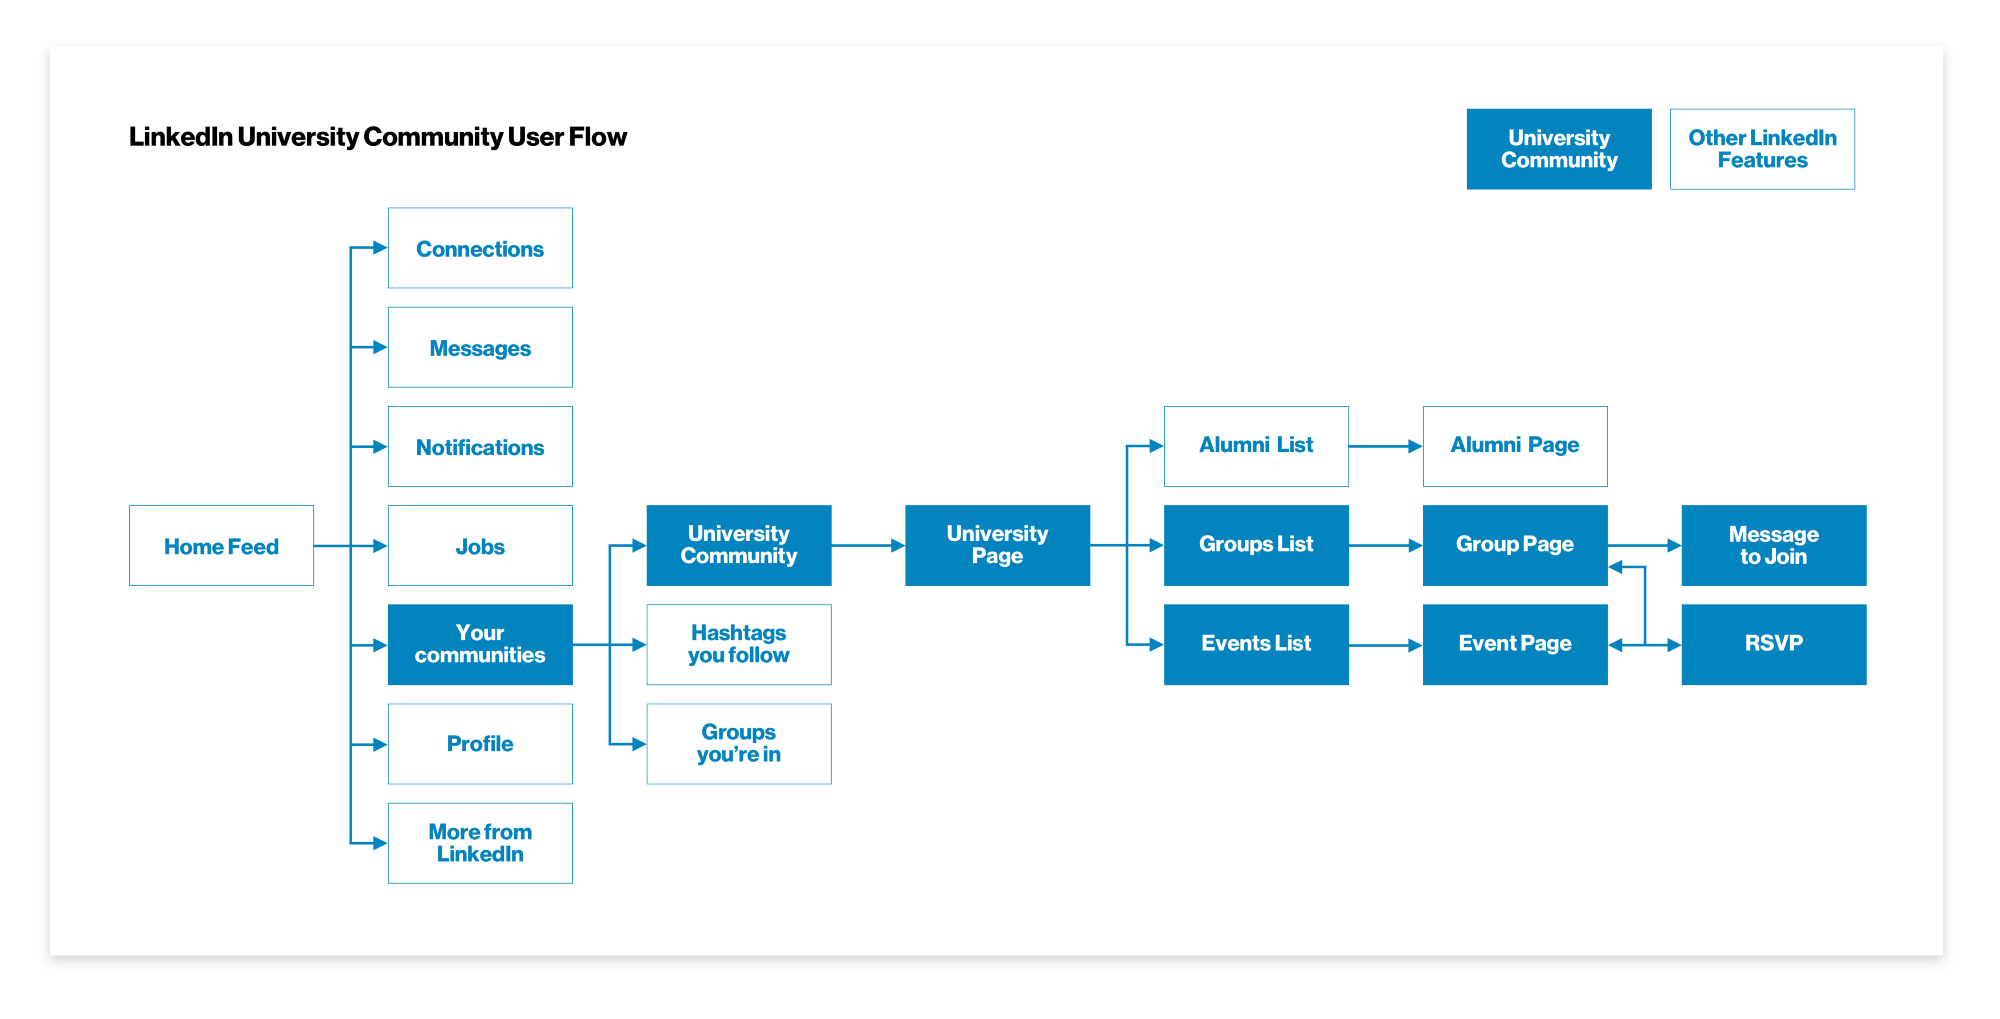 LinkedIn University Community User Flow
University
Community
Other LinkedIn
Features
Connections
Messages
Notifications
Alumni List
Alumni Page
Home Feed
Jobs
University
Community
University
Page
Groups List
Group Page
Message
to Join
Your
communities
Hashtags
you follow
Events List
Event Page
RSVP
Profile
Groups
you’re in
More from
LinkedIn